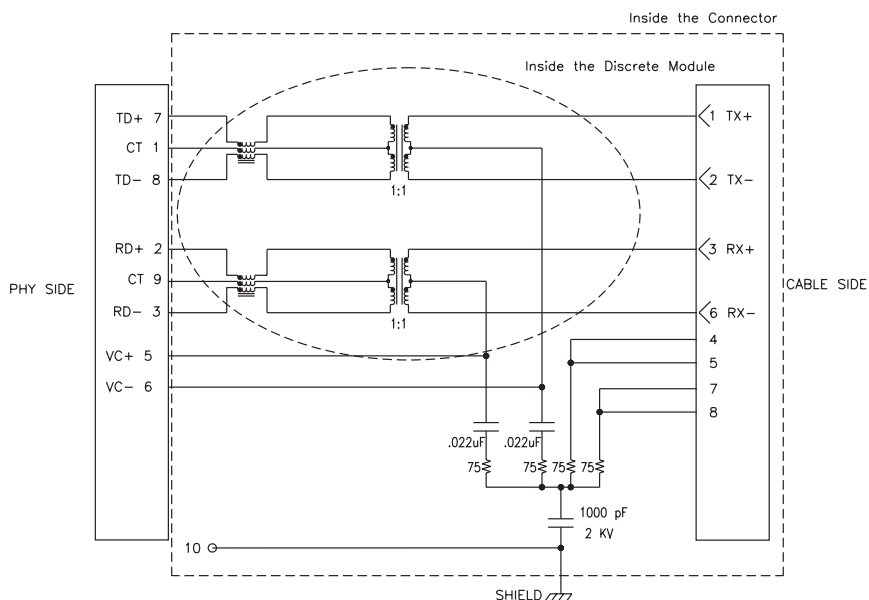 Inside the Connector
Inside the Discrete Module
TD+ 7
CT 1
TD- 8
1:1
1 TX+
2 TX-
RD+ 2
CT 9
RD- 3
1:1
3 RX+
6 RX-
PHY SIDE
CABLE SIDE
VC+ 5
VC- 6
4
5
7
8
.022uF
.022uF
75
75
75
75
1000 pF
2 KV
10
SHIELD